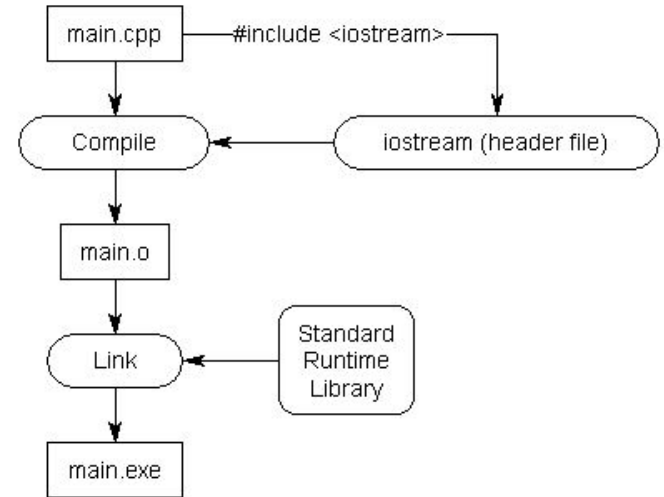 main.cpp
#include <iostream>
Compile
iostream (header file)
main.o
Link
Standard
Runtime
Library
main.exe